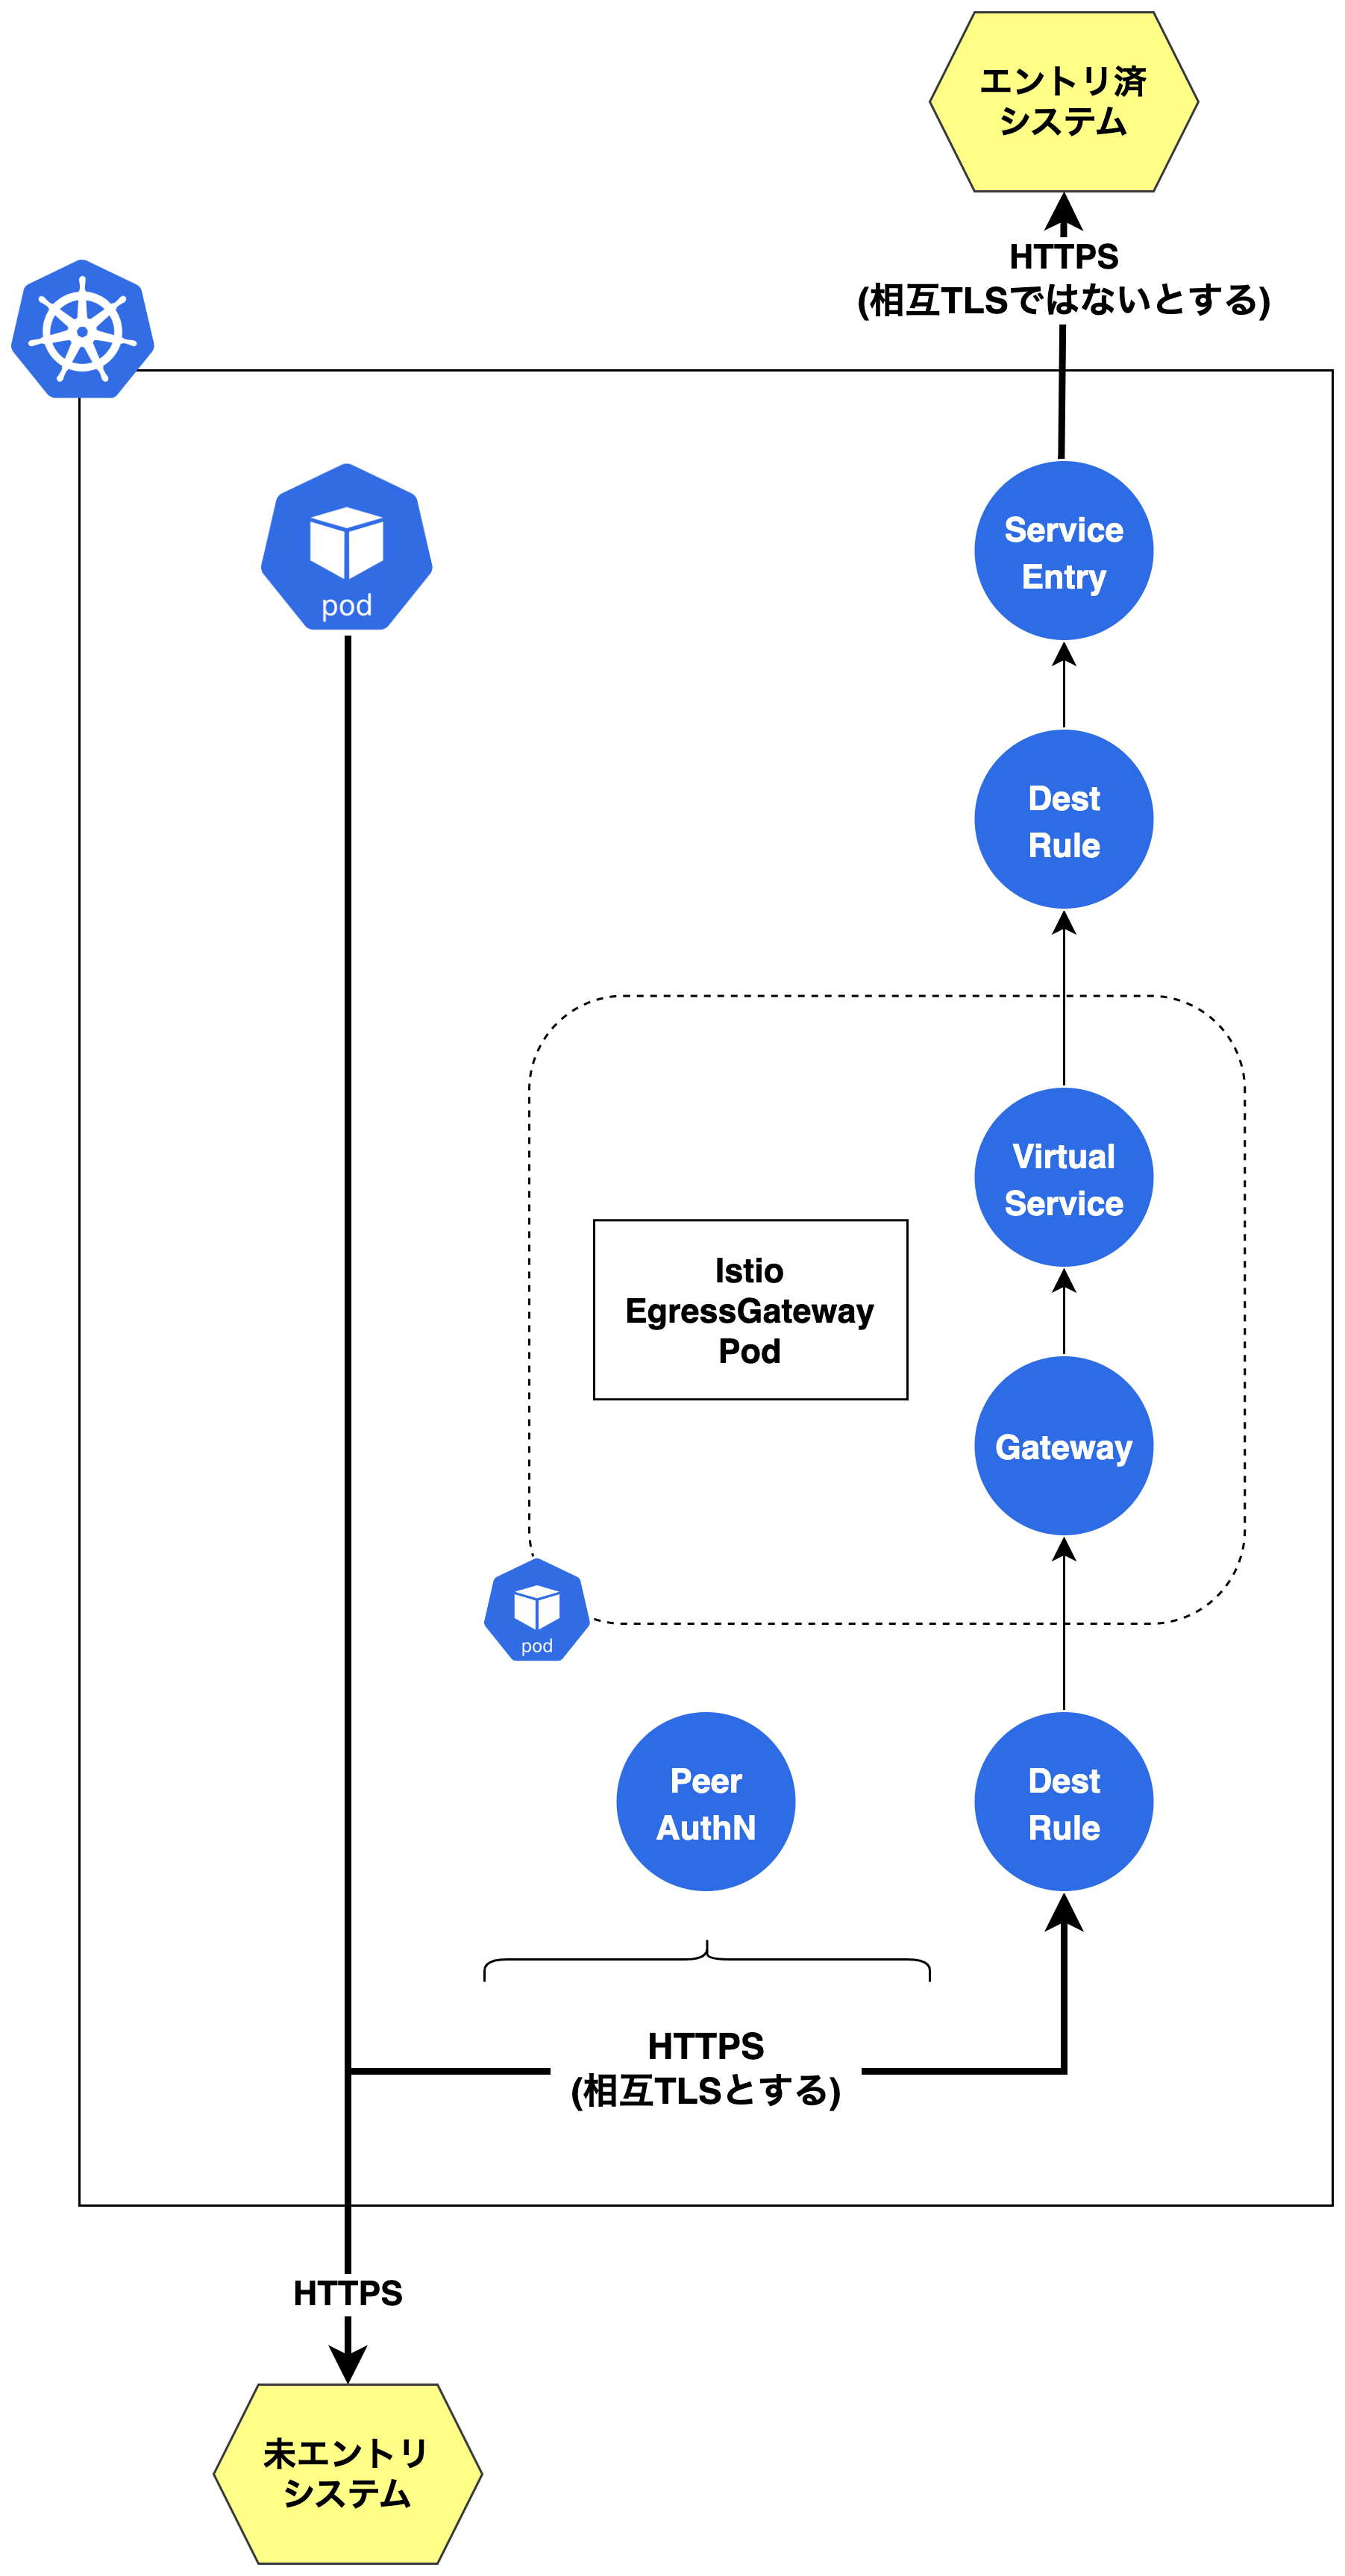 エントリ済
システム
HTTPS
(相互TLSではないとする)
Service
Entry
pod
Dest
Rule
Virtual
Service
Istio
EgressGateway
Pod
Gateway
pod
Peer
AuthN
Dest
Rule
HTTPS
(相互TLSとする)
HTTPS
未エントリ
システム